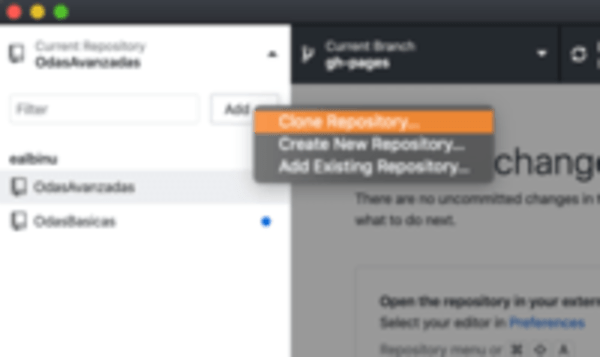 Current Repository
OdasAvanzadas
Current Branch
gh-pages
Filter
Add
Clone Repository...
Create New Repository...
Add Existing Repository...
ealbinu
OdasAvanzadas
OdasBasicas
There are no uncommitted changes in
what to do next.
Open the repository in your
Select your editor in Preferences
Repository menu or ⌘ ⇧ A